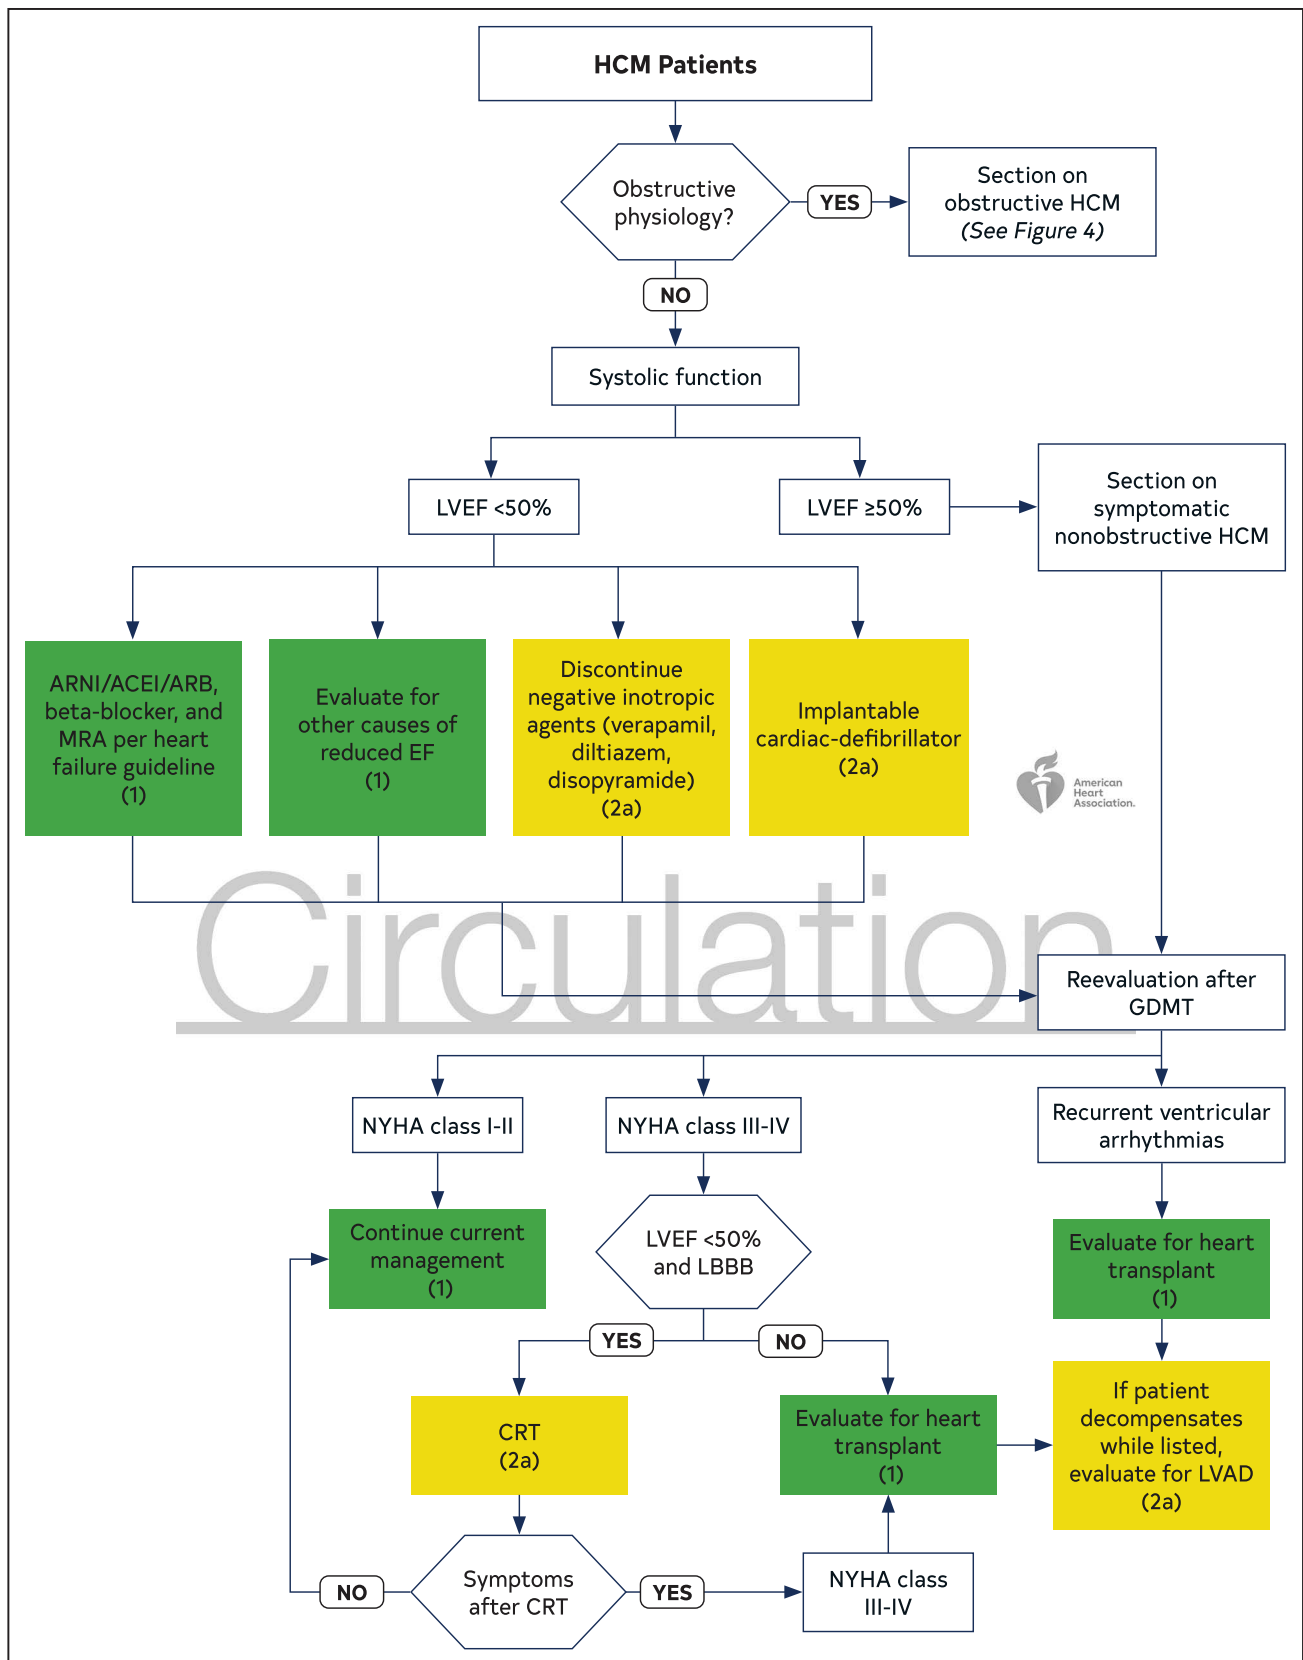 HCM Patients
Obstructive
physiology?
YES
Section on
obstructive HCM
(See Figure 4)
NO
Systolic function
LVEF <50%
LVEF ≥50%
Section on
symptomatic
nonobstructive HCM
ARNI/ACEI/ARB,
beta-blocker, and
MRA per heart
failure guideline
(1)
Evaluate for
other causes of
reduced EF
(1)
Discontinue
negative inotropic
agents (verapamil,
diltiazem,
disopyramide)
(2a)
Implantable
cardiac-defibrillator
(2a)
American
Heart
Association.
Circulation
Reevaluation after
GDMT
NYHA class I-II
NYHA class III-IV
Recurrent ventricular
arrhythmias
Continue current
management
(1)
LVEF <50%
and LBBB
Evaluate for heart
transplant
(1)
YES
NO
CRT
(2a)
Evaluate for heart
transplant
(1)
If patient
decompensates
while listed,
evaluate for LVAD
(2a)
NO
Symptoms
after CRT
YES
NYHA class
III-IV